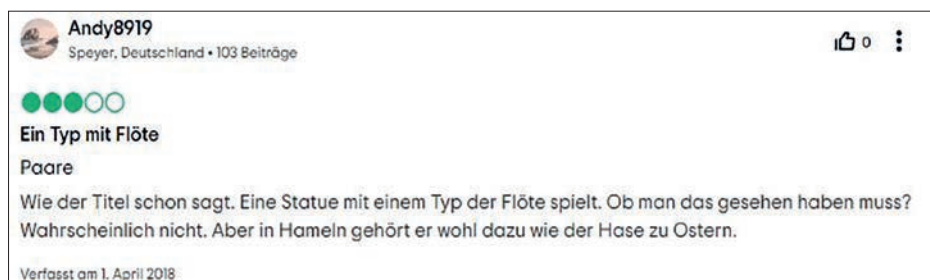 Andy8919
Speyer, Deutschland • 103 Beiträge
0
Ein Typ mit Flöte
Paare
Wie der Titel schon sagt. Eine Statue mit einem Typ der Flöte spielt. Ob man das gesehen haben muss?
Wahrscheinlich nicht. Aber in Hameln gehört er wohl dazu wie der Hase zu Ostern.
Verfasst am 1. April 2018